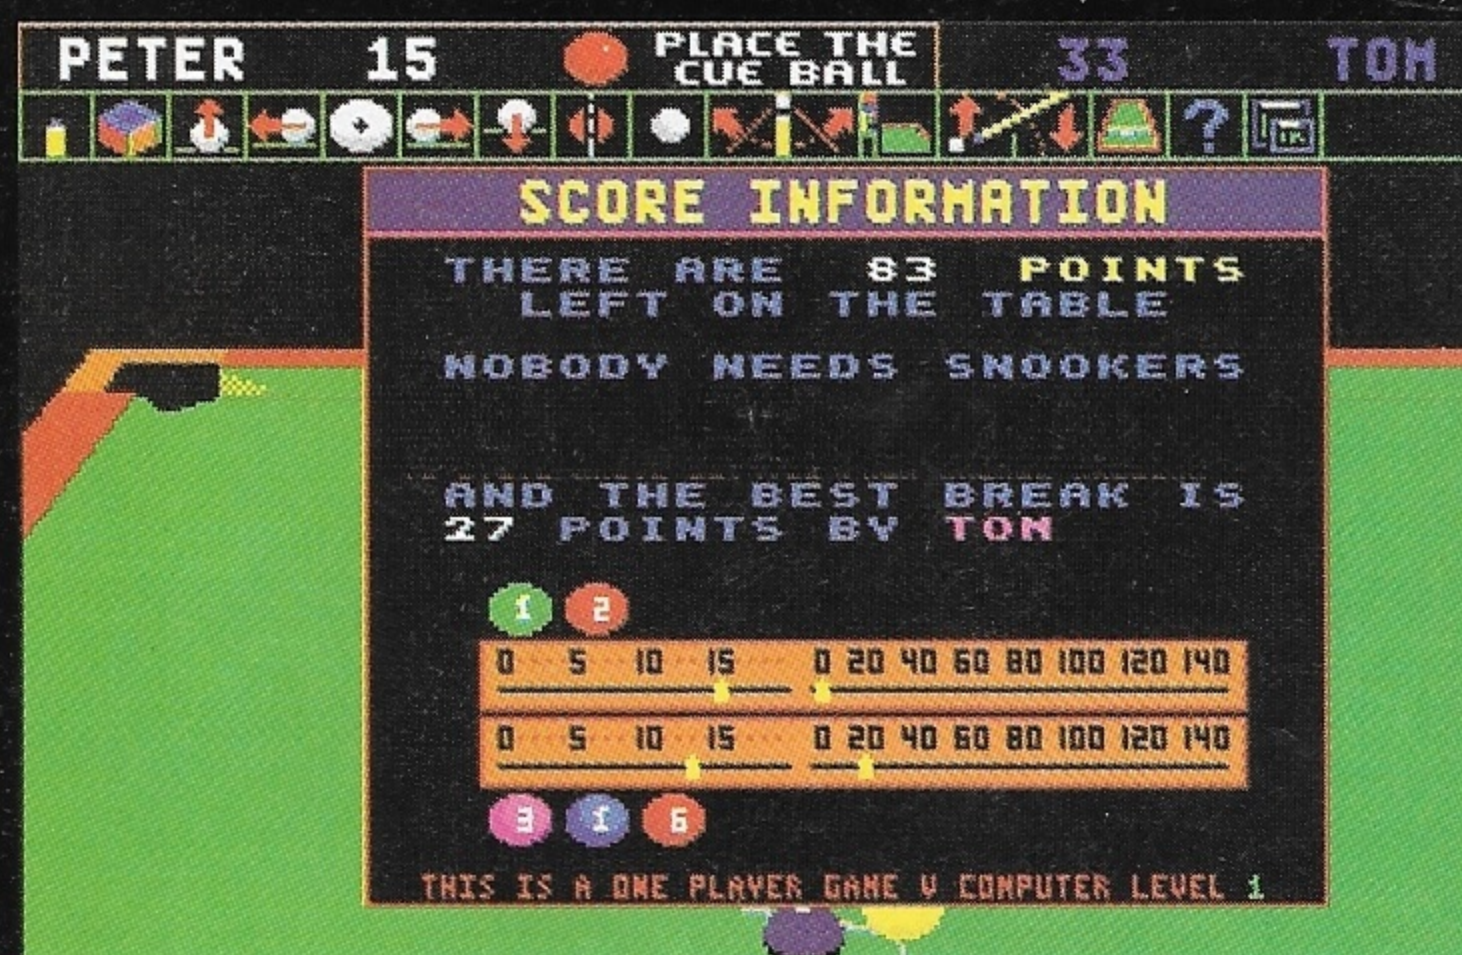 PETER 15 PLACE THE 33 TOM
CUE BALL
?
SCORE INFORMATION
THERE ARE 83 POINTS
LEFT ON THE TABLE
NOBODY NEEDS SNOOKERS
AND THE BEST BREAK IS
27 POINTS BY TOM
1 2
0 5 10 15 0 20 40 60 80 100 120 140
0 5 10 15 0 20 40 60 80 100 120 140
3 1 6
THIS IS A ONE PLAYER GAME V COMPUTER LEVEL 1